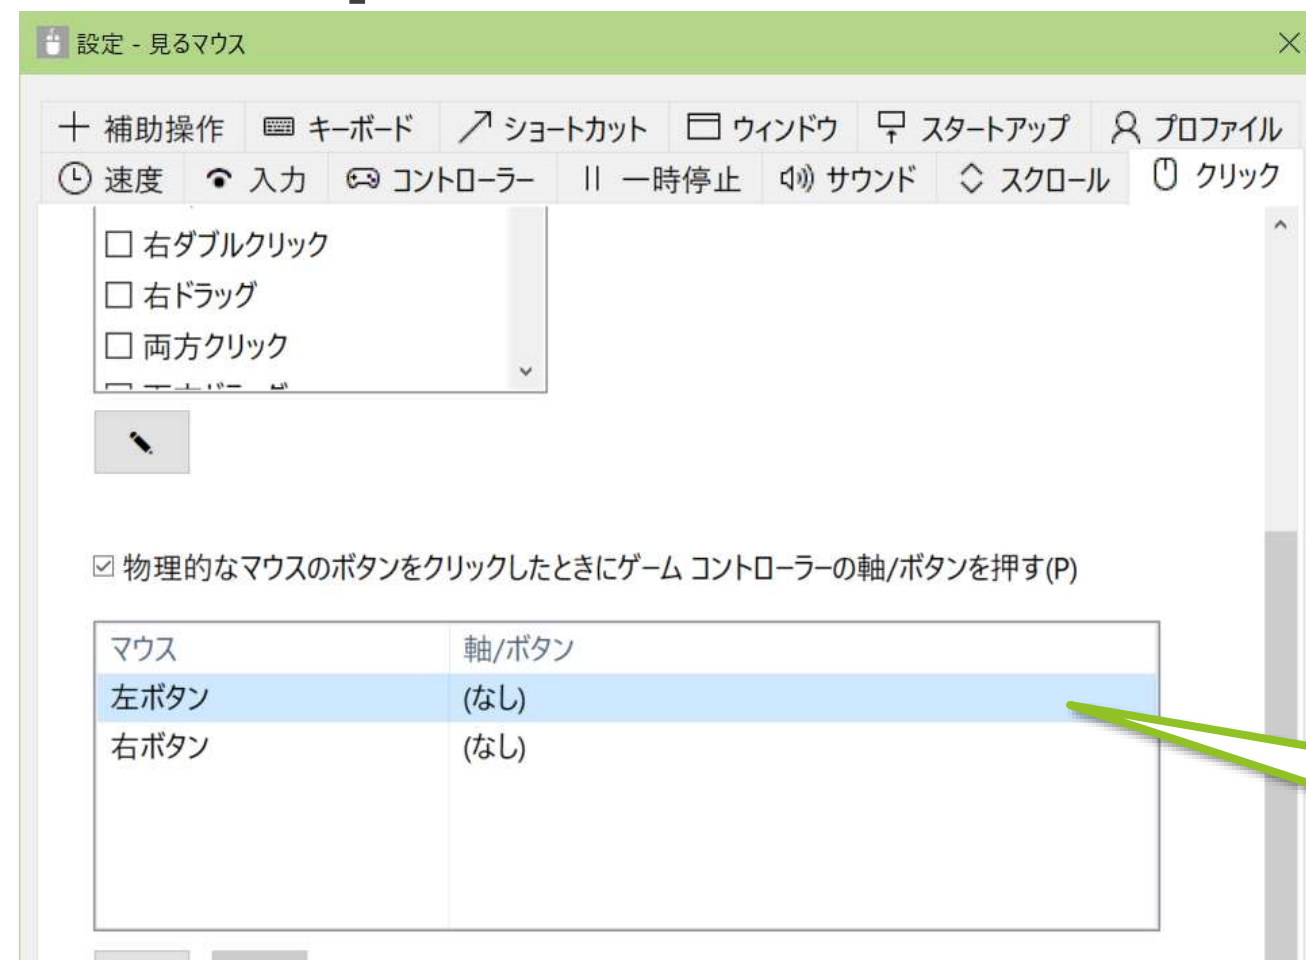 設定 - 見るマウス
補助操作 キーボード ショートカット ウィンドウ スタートアップ プロファイル
速度 入力 コントローラー 一時停止 サウンド スクロール クリック
右ダブルクリック
右ドラッグ
両方クリック
物理的なマウスのボタンをクリックしたときにゲーム コントローラーの軸/ボタンを押す(P)
マウス 軸/ボタン
左ボタン (なし)
右ボタン (なし)